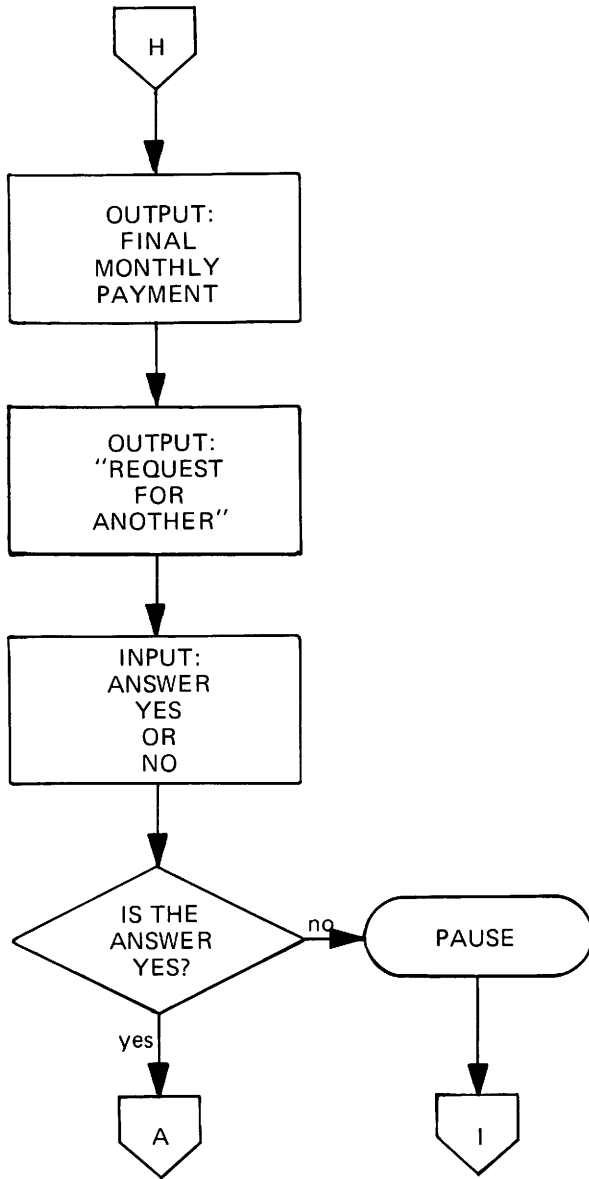 H
OUTPUT:
FINAL
MONTHLY
PAYMENT
OUTPUT:
"REQUEST
FOR
ANOTHER"
INPUT:
ANSWER
YES
OR
NO
IS THE
ANSWER
YES?
no
PAUSE
yes
A
I